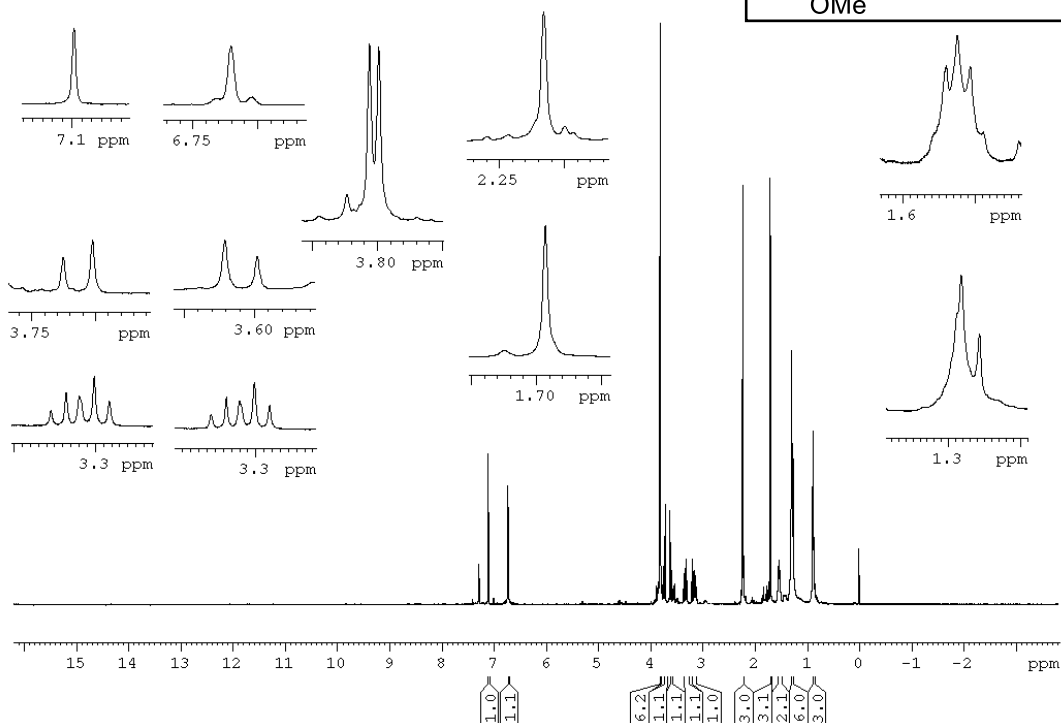 OMe
7.1 ppm
6.75 ppm
3.80 ppm
2.25 ppm
1.6 ppm
3.75 ppm
3.60 ppm
1.70 ppm
1.3 ppm
3.3 ppm
3.3 ppm
15 14 13 12 11 10 9 8 7 6 5 4 3 2 1 0 -1 -2 ppm
1.0 1.1 6.2 1.1 1.1 1.1 1.0 3.0 3.1 2.1 6.0 3.0